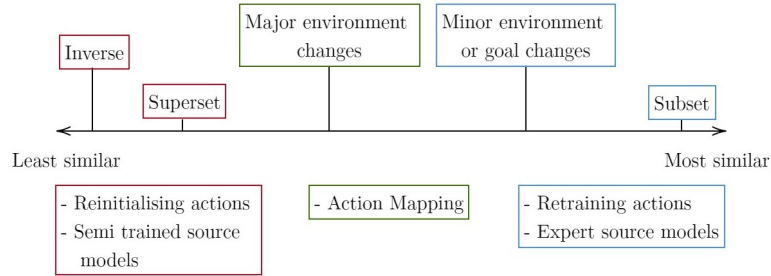 Inverse
Superset
Major environment
changes
Minor environment
or goal changes
Subset
Least similar
Most similar
- Reinitialising actions
- Semi trained source
models
- Action Mapping
- Retraining actions
- Expert source models